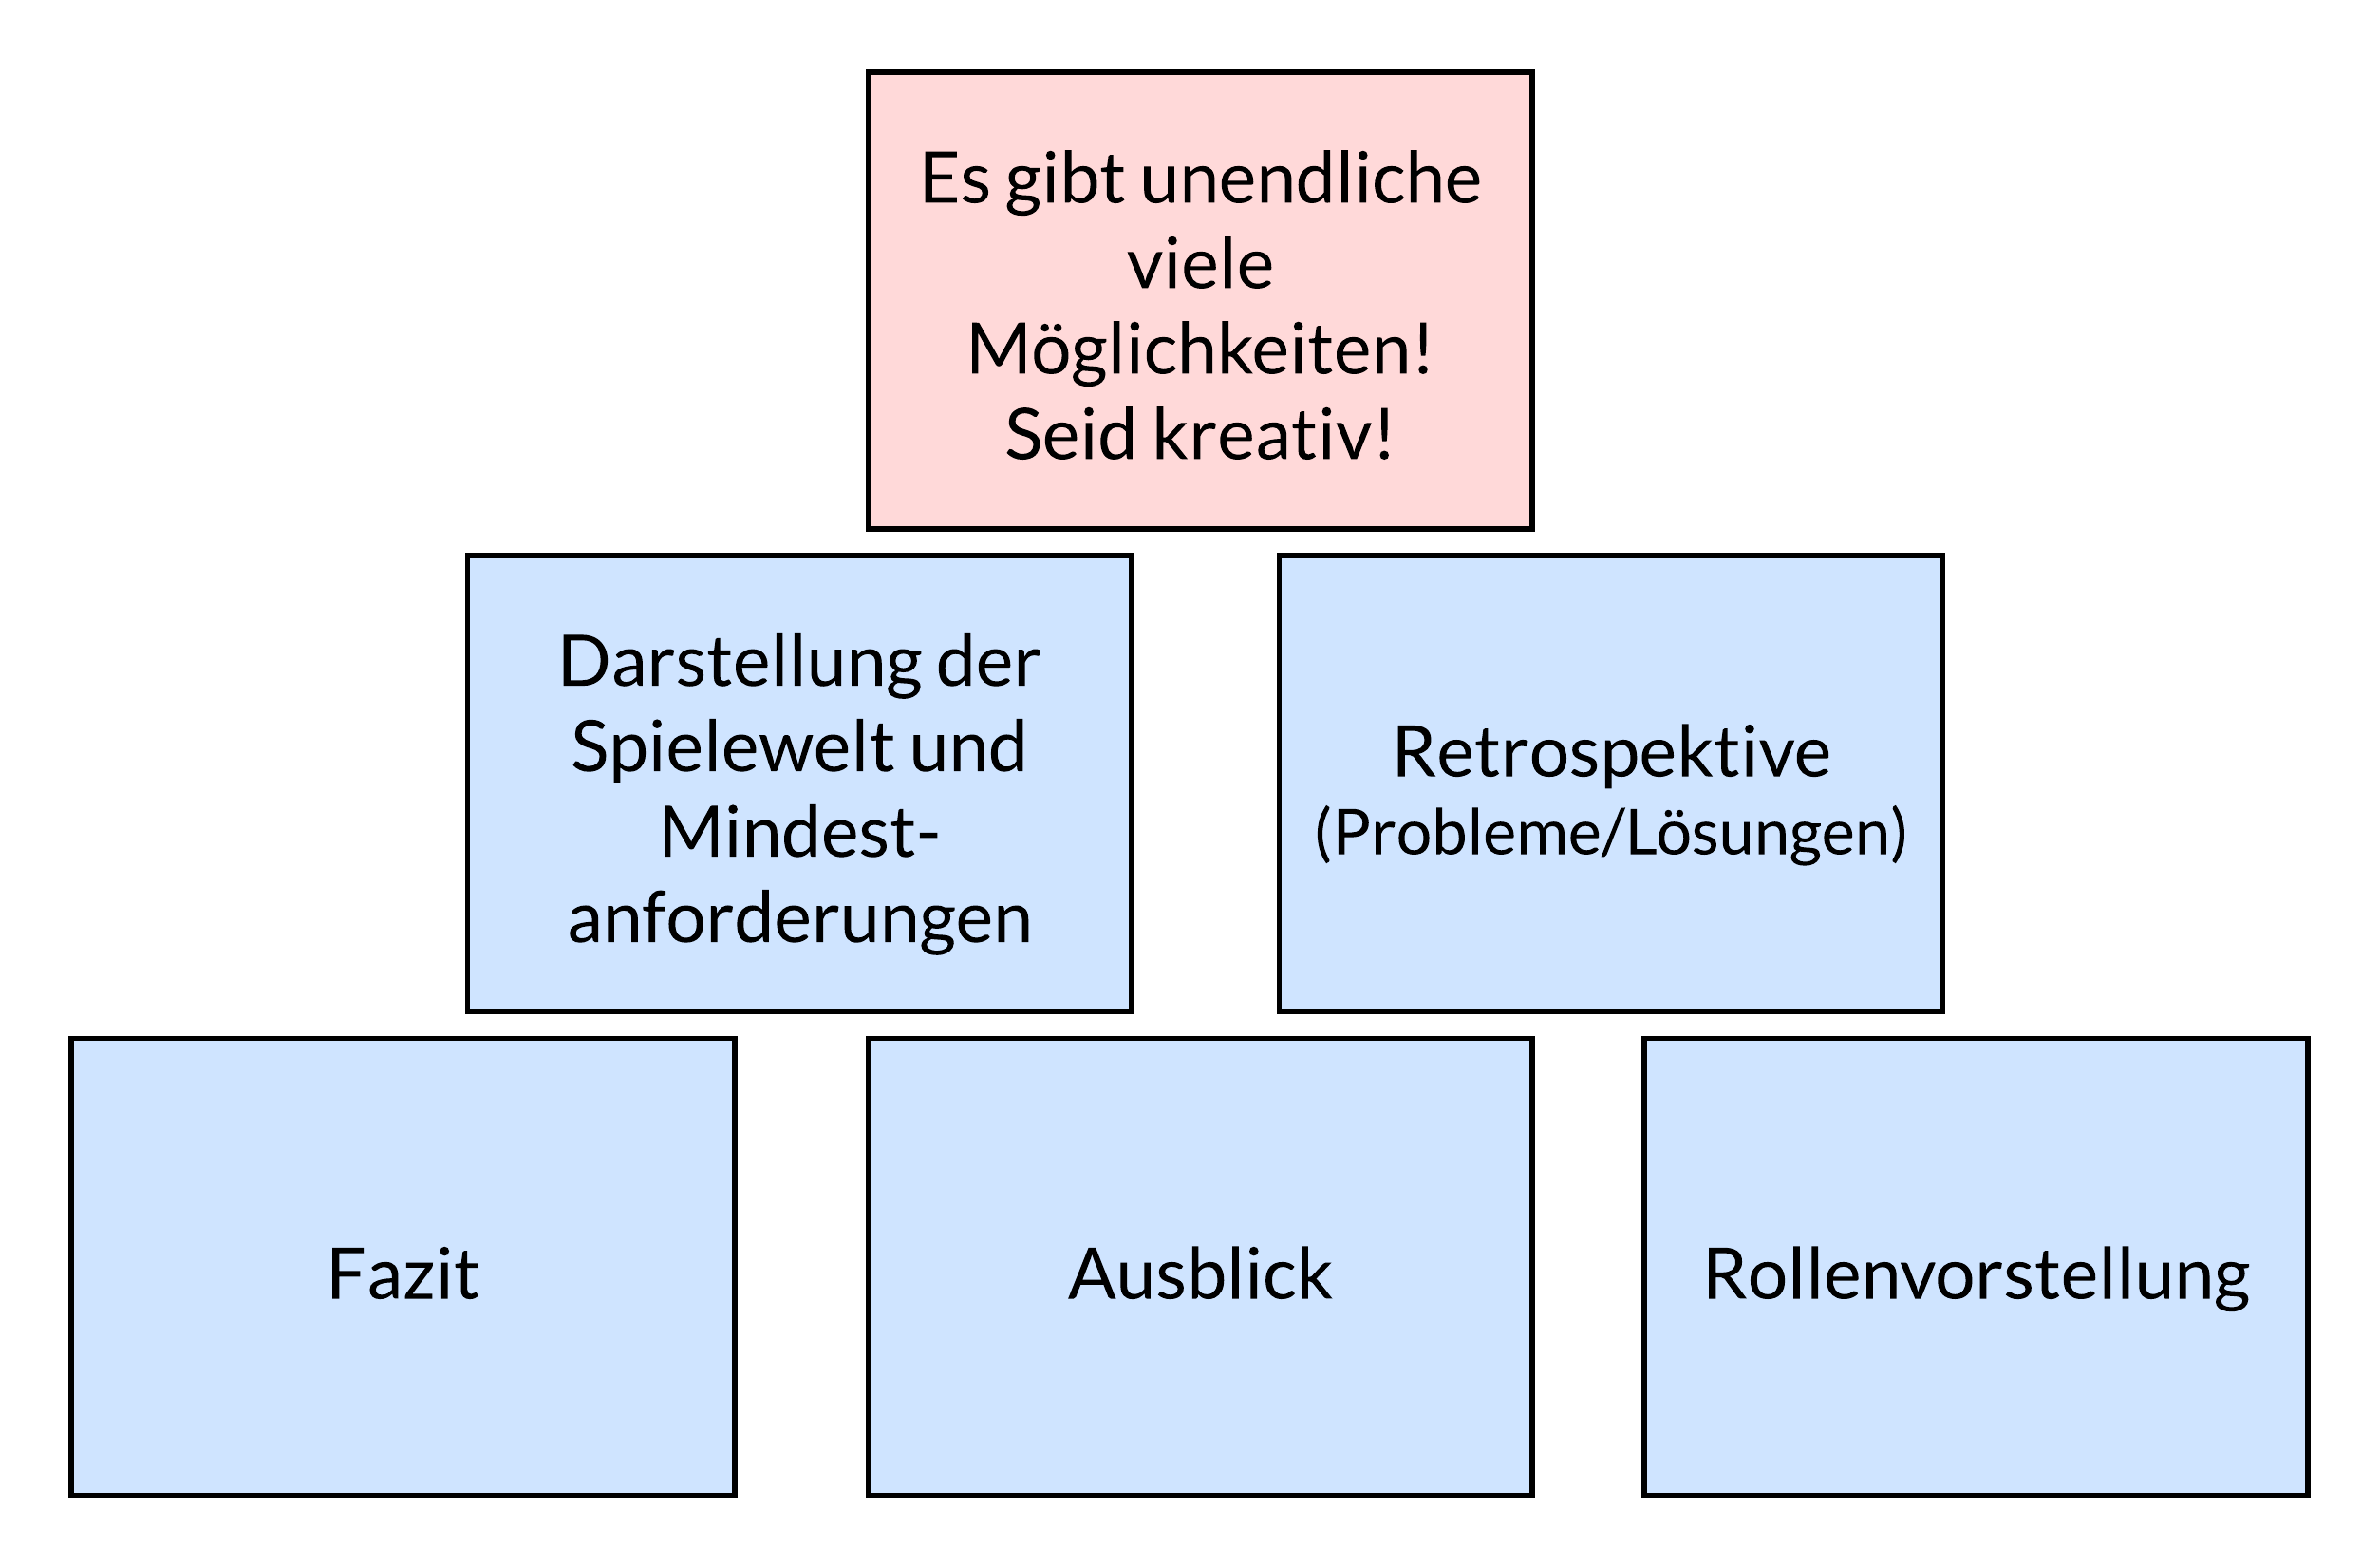 Es gibt unendliche
viele
Möglichkeiten!
Seid kreativ!
Darstellung der
Spielewelt und
Mindest-
anforderungen
Retrospektive
(Probleme/Lösungen)
Fazit
Ausblick
Rollenvorstellung